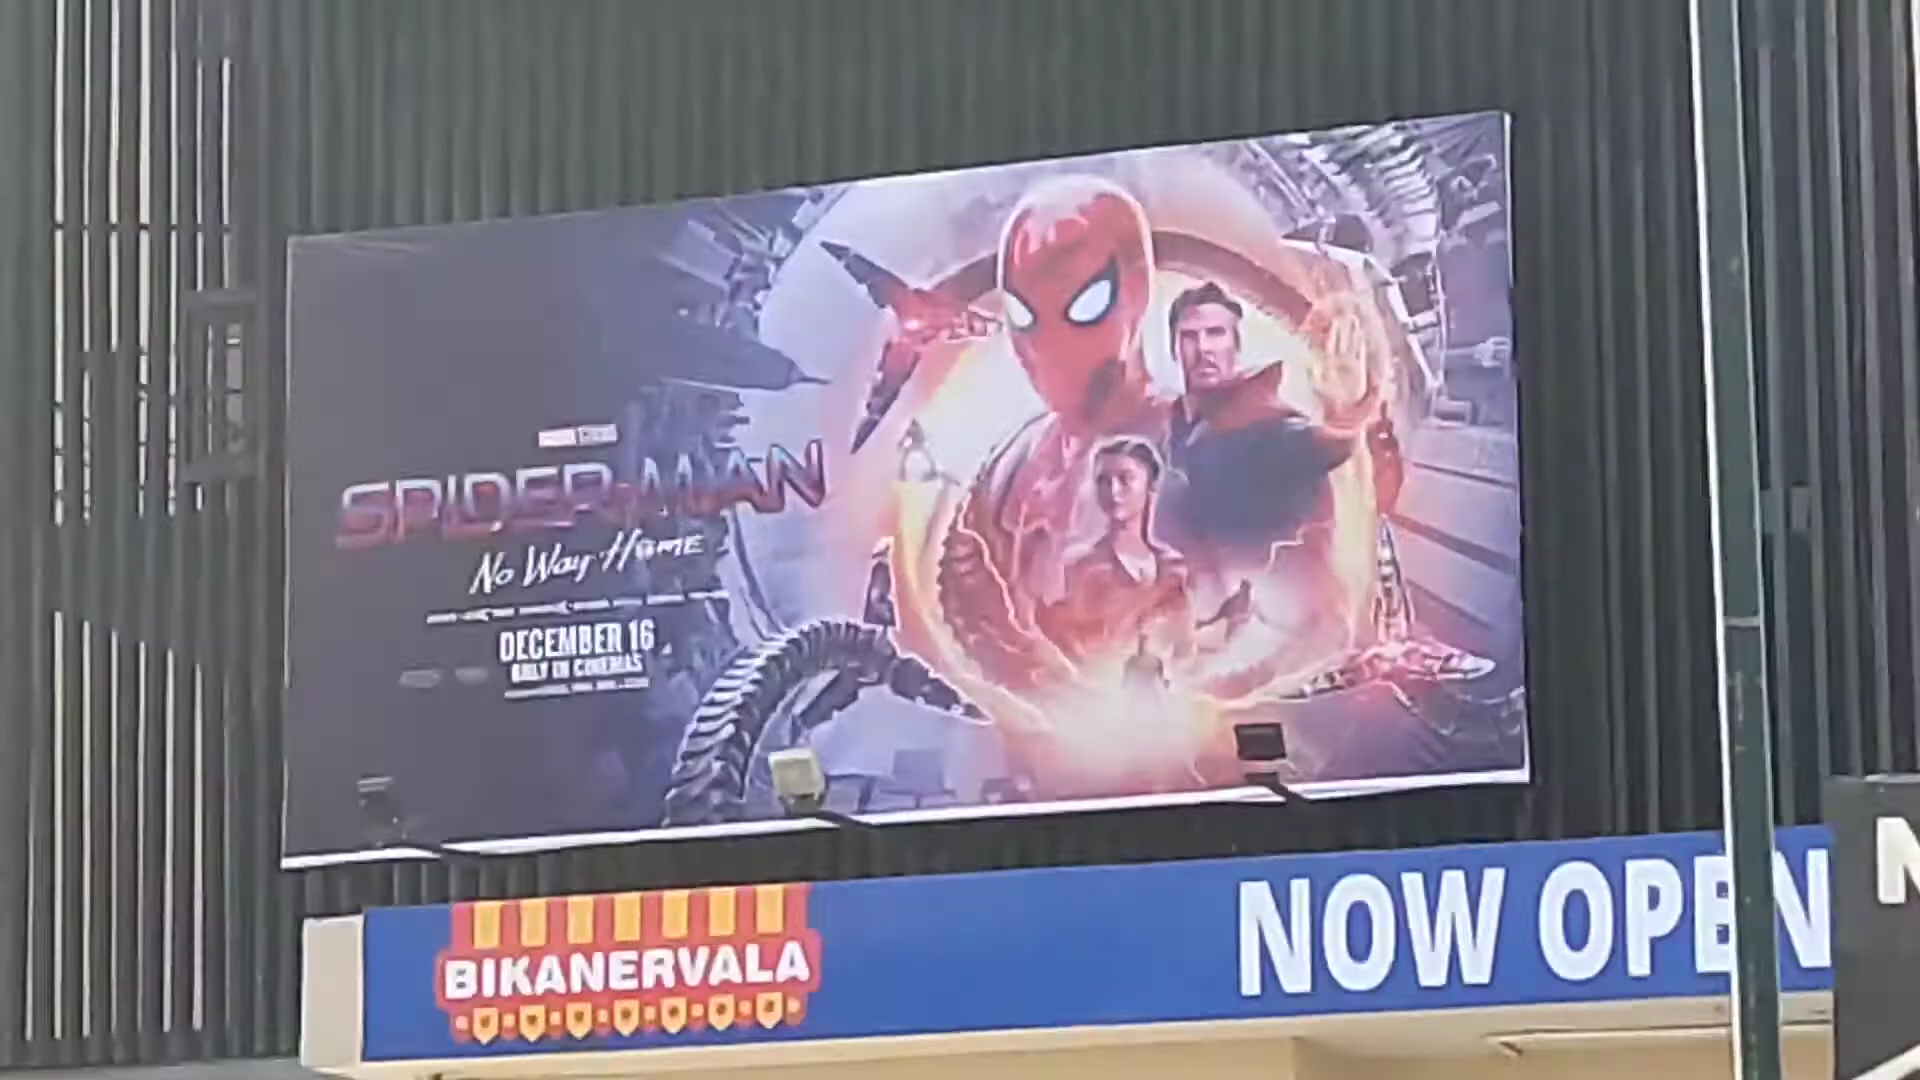 MARVEL STUDIOS
SPIDER-MAN
No Way Home
DECEMBER 16
ONLY IN CINEMAS
BIKANERVALA
NOW OPEN
N